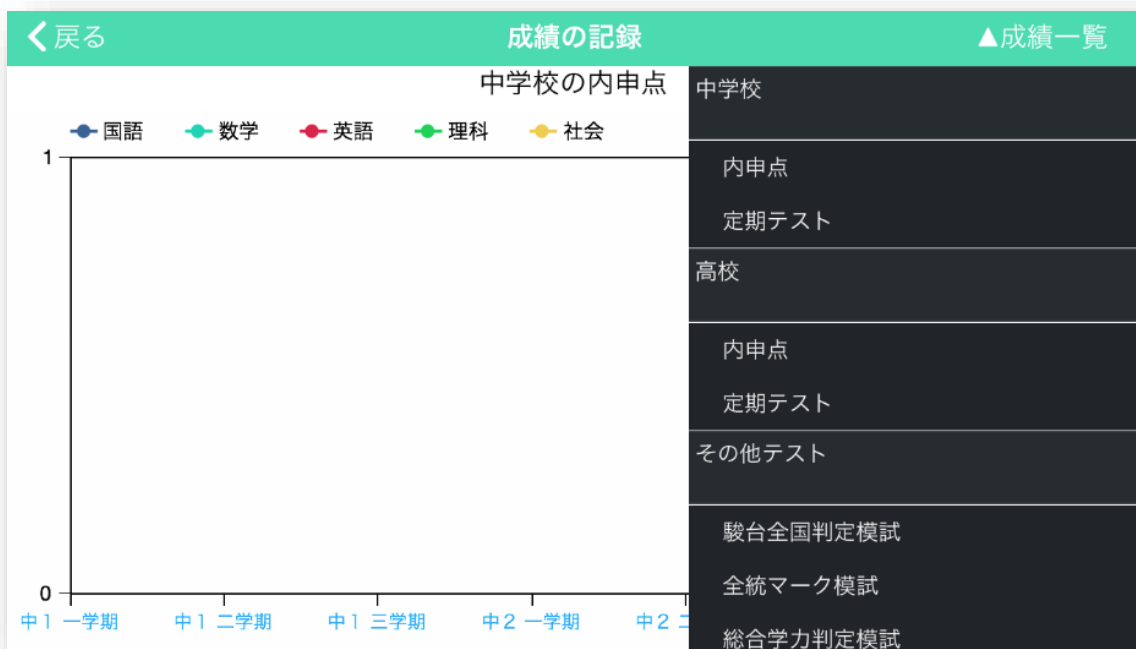 戻る 成績の記録 ▲成績一覧
中学校の内申点
国語 数学 英語 理科 社会
1
0
中1 一学期 中1 二学期 中1 三学期 中2 一学期 中2 二
中学校
内申点
定期テスト
高校
内申点
定期テスト
その他テスト
駿台全国判定模試
全統マーク模試
総合学力判定模試